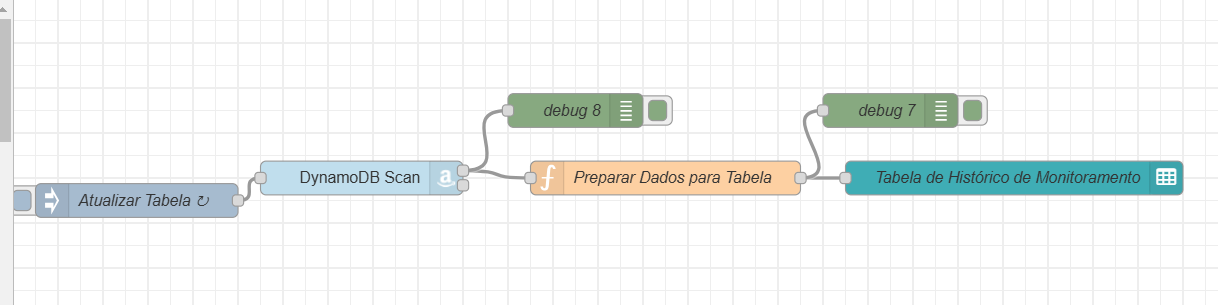 debug 8
debug 7
DynamoDB Scan
a
f
Preparar Dados para Tabela
Tabela de Histórico de Monitoramento
Atualizar Tabela ↻